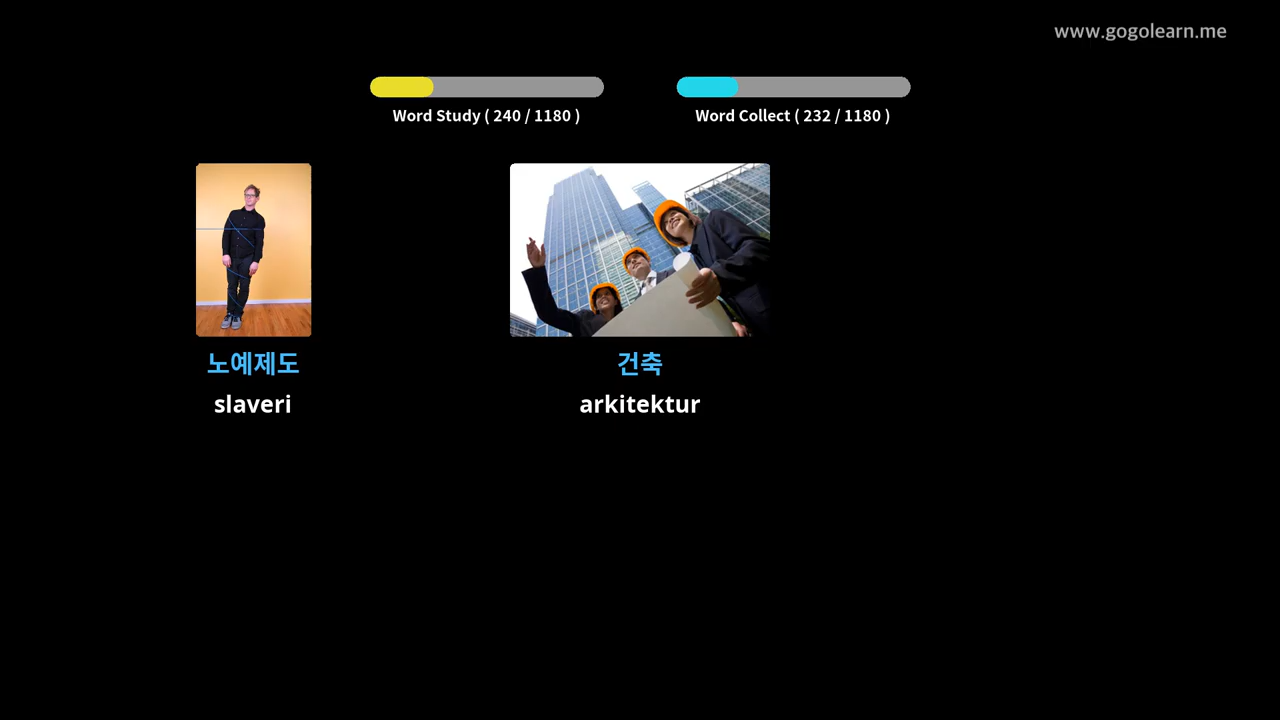 www.gogolearn.me
Word Study ( 240 / 1180 )
Word Collect ( 232 / 1180 )
노예제도
slaveri
건축
arkitektur